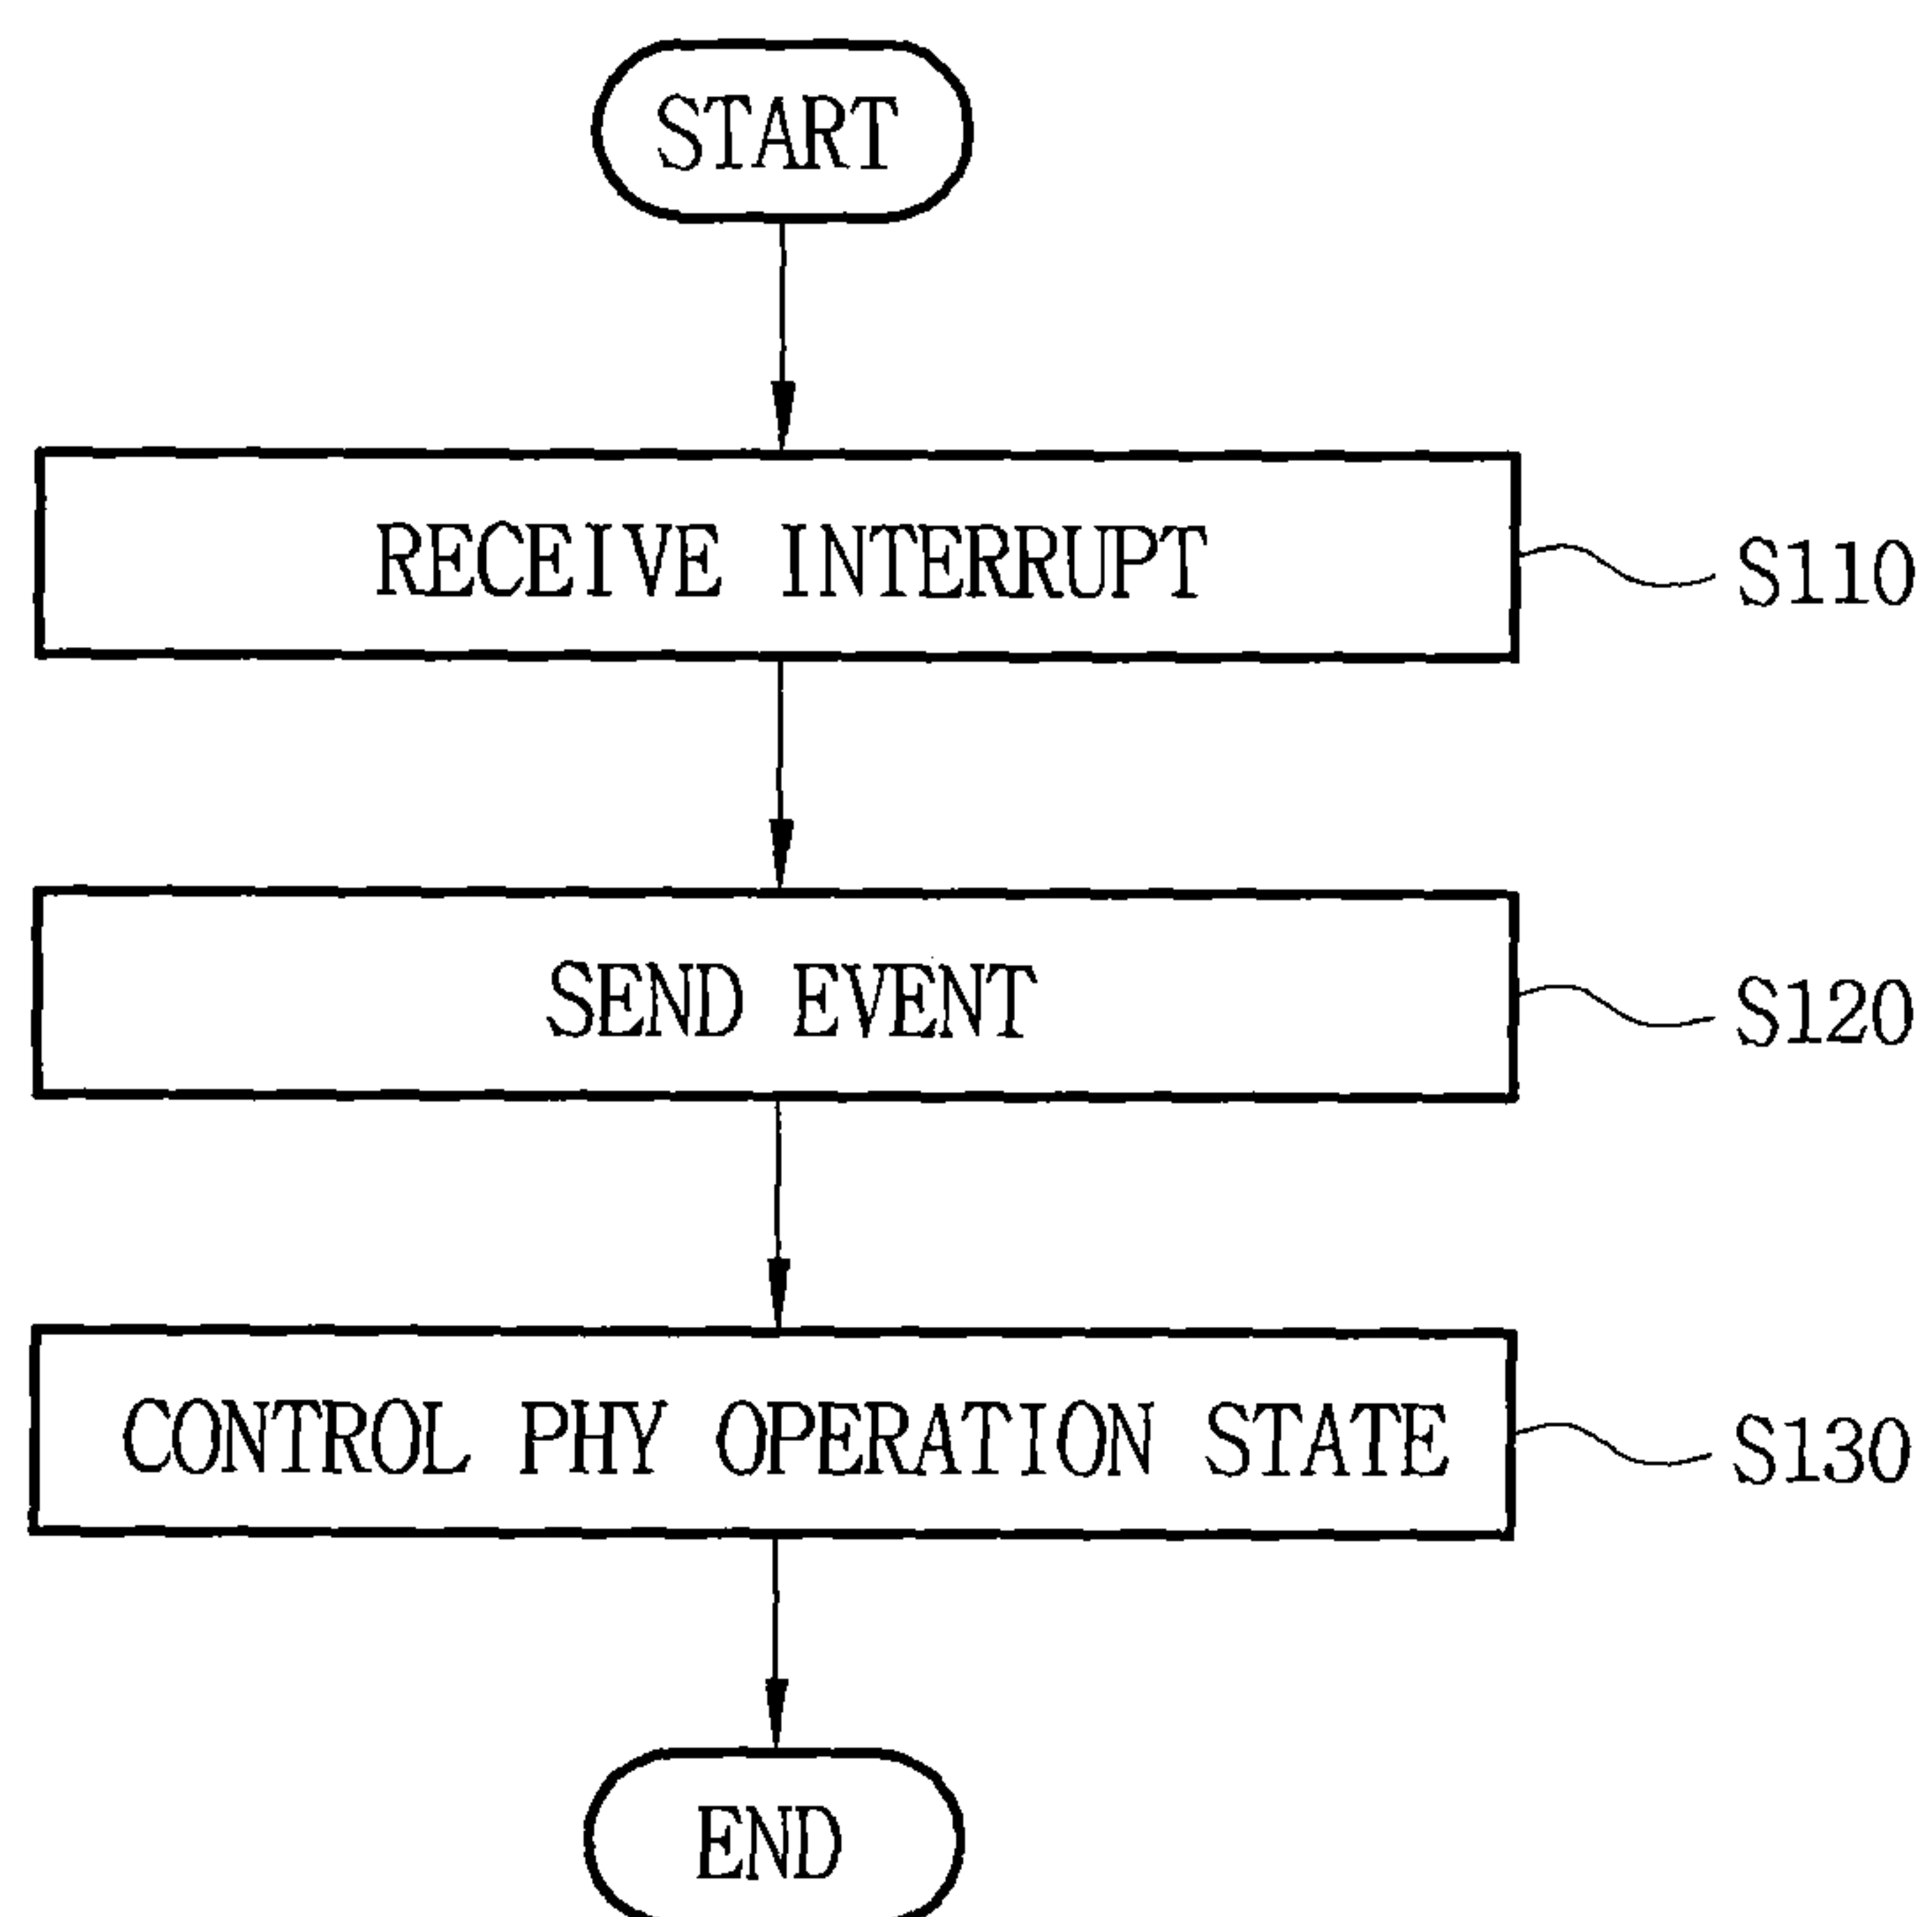 START
RECEIVE INTERRUPT
S110
SEND EVENT
S120
CONTROL PHY OPERATION STATE
S130
END